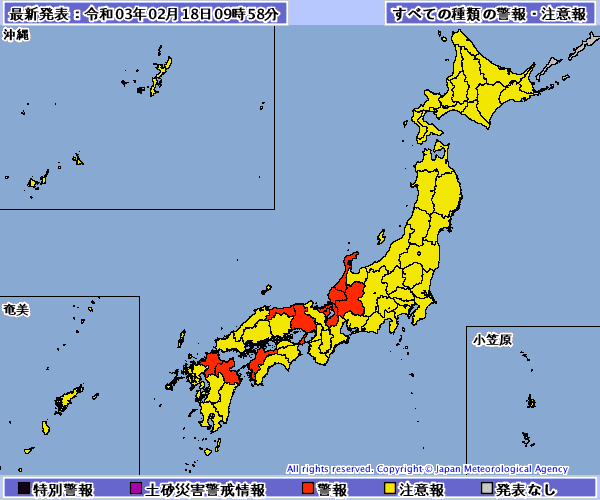 最新発表：令和03年02月18日09時58分
すべての種類の警報・注意報
沖縄
奄美
小笠原
All rights reserved. Copyright © Japan Meteorological Agency
特別警報
土砂災害警戒情報
警報
注意報
発表なし